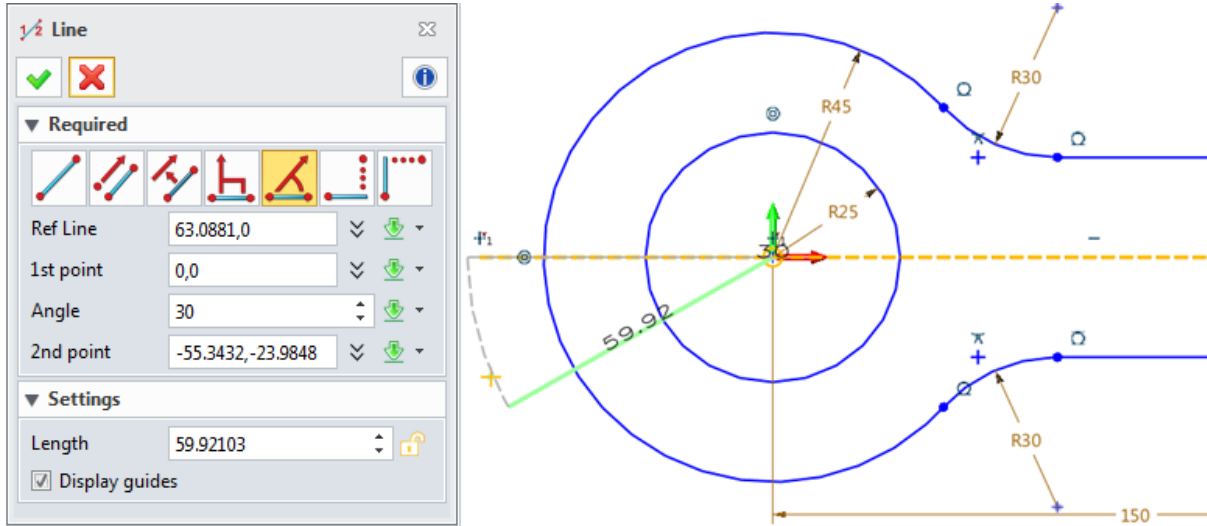 Line
Required
Ref Line 63.0881,0
1st point 0,0
Angle 30
2nd point -55.3432,-23.9848
Settings
Length 59.92103
Display guides
R30
R45
R25
30
59.92
R30
150